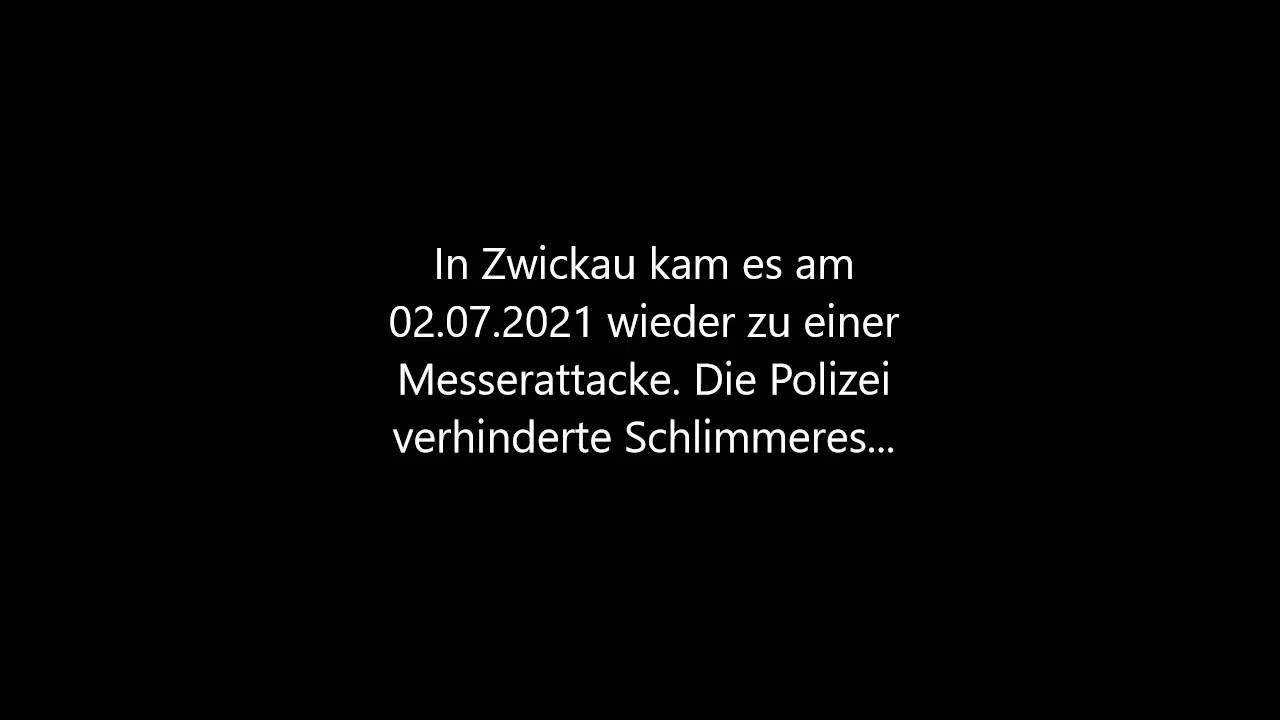 In Zwickau kam es am
02.07.2021 wieder zu einer
Messerattacke. Die Polizei
verhinderte Schlimmeres...